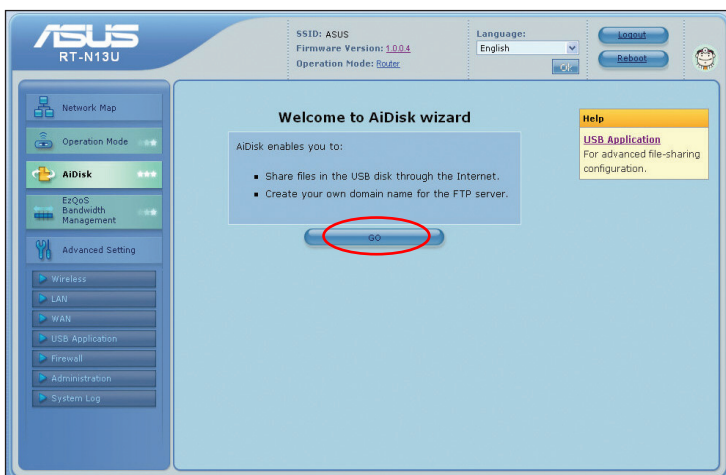 ASUS
RT-N13U
SSID: ASUS
Firmware Version: 1.0.0.4
Operation Mode: Router
Language:
English
OK
Logout
Reboot
Network Map
Operation Mode
AiDisk
EzQoS
Bandwidth
Management
Advanced Setting
Wireless
LAN
WAN
USB Application
Firewall
Administration
System Log
Welcome to AiDisk wizard
AiDisk enables you to:
Share files in the USB disk through the Internet.
Create your own domain name for the FTP server.
GO
Help
USB Application
For advanced file-sharing
configuration.